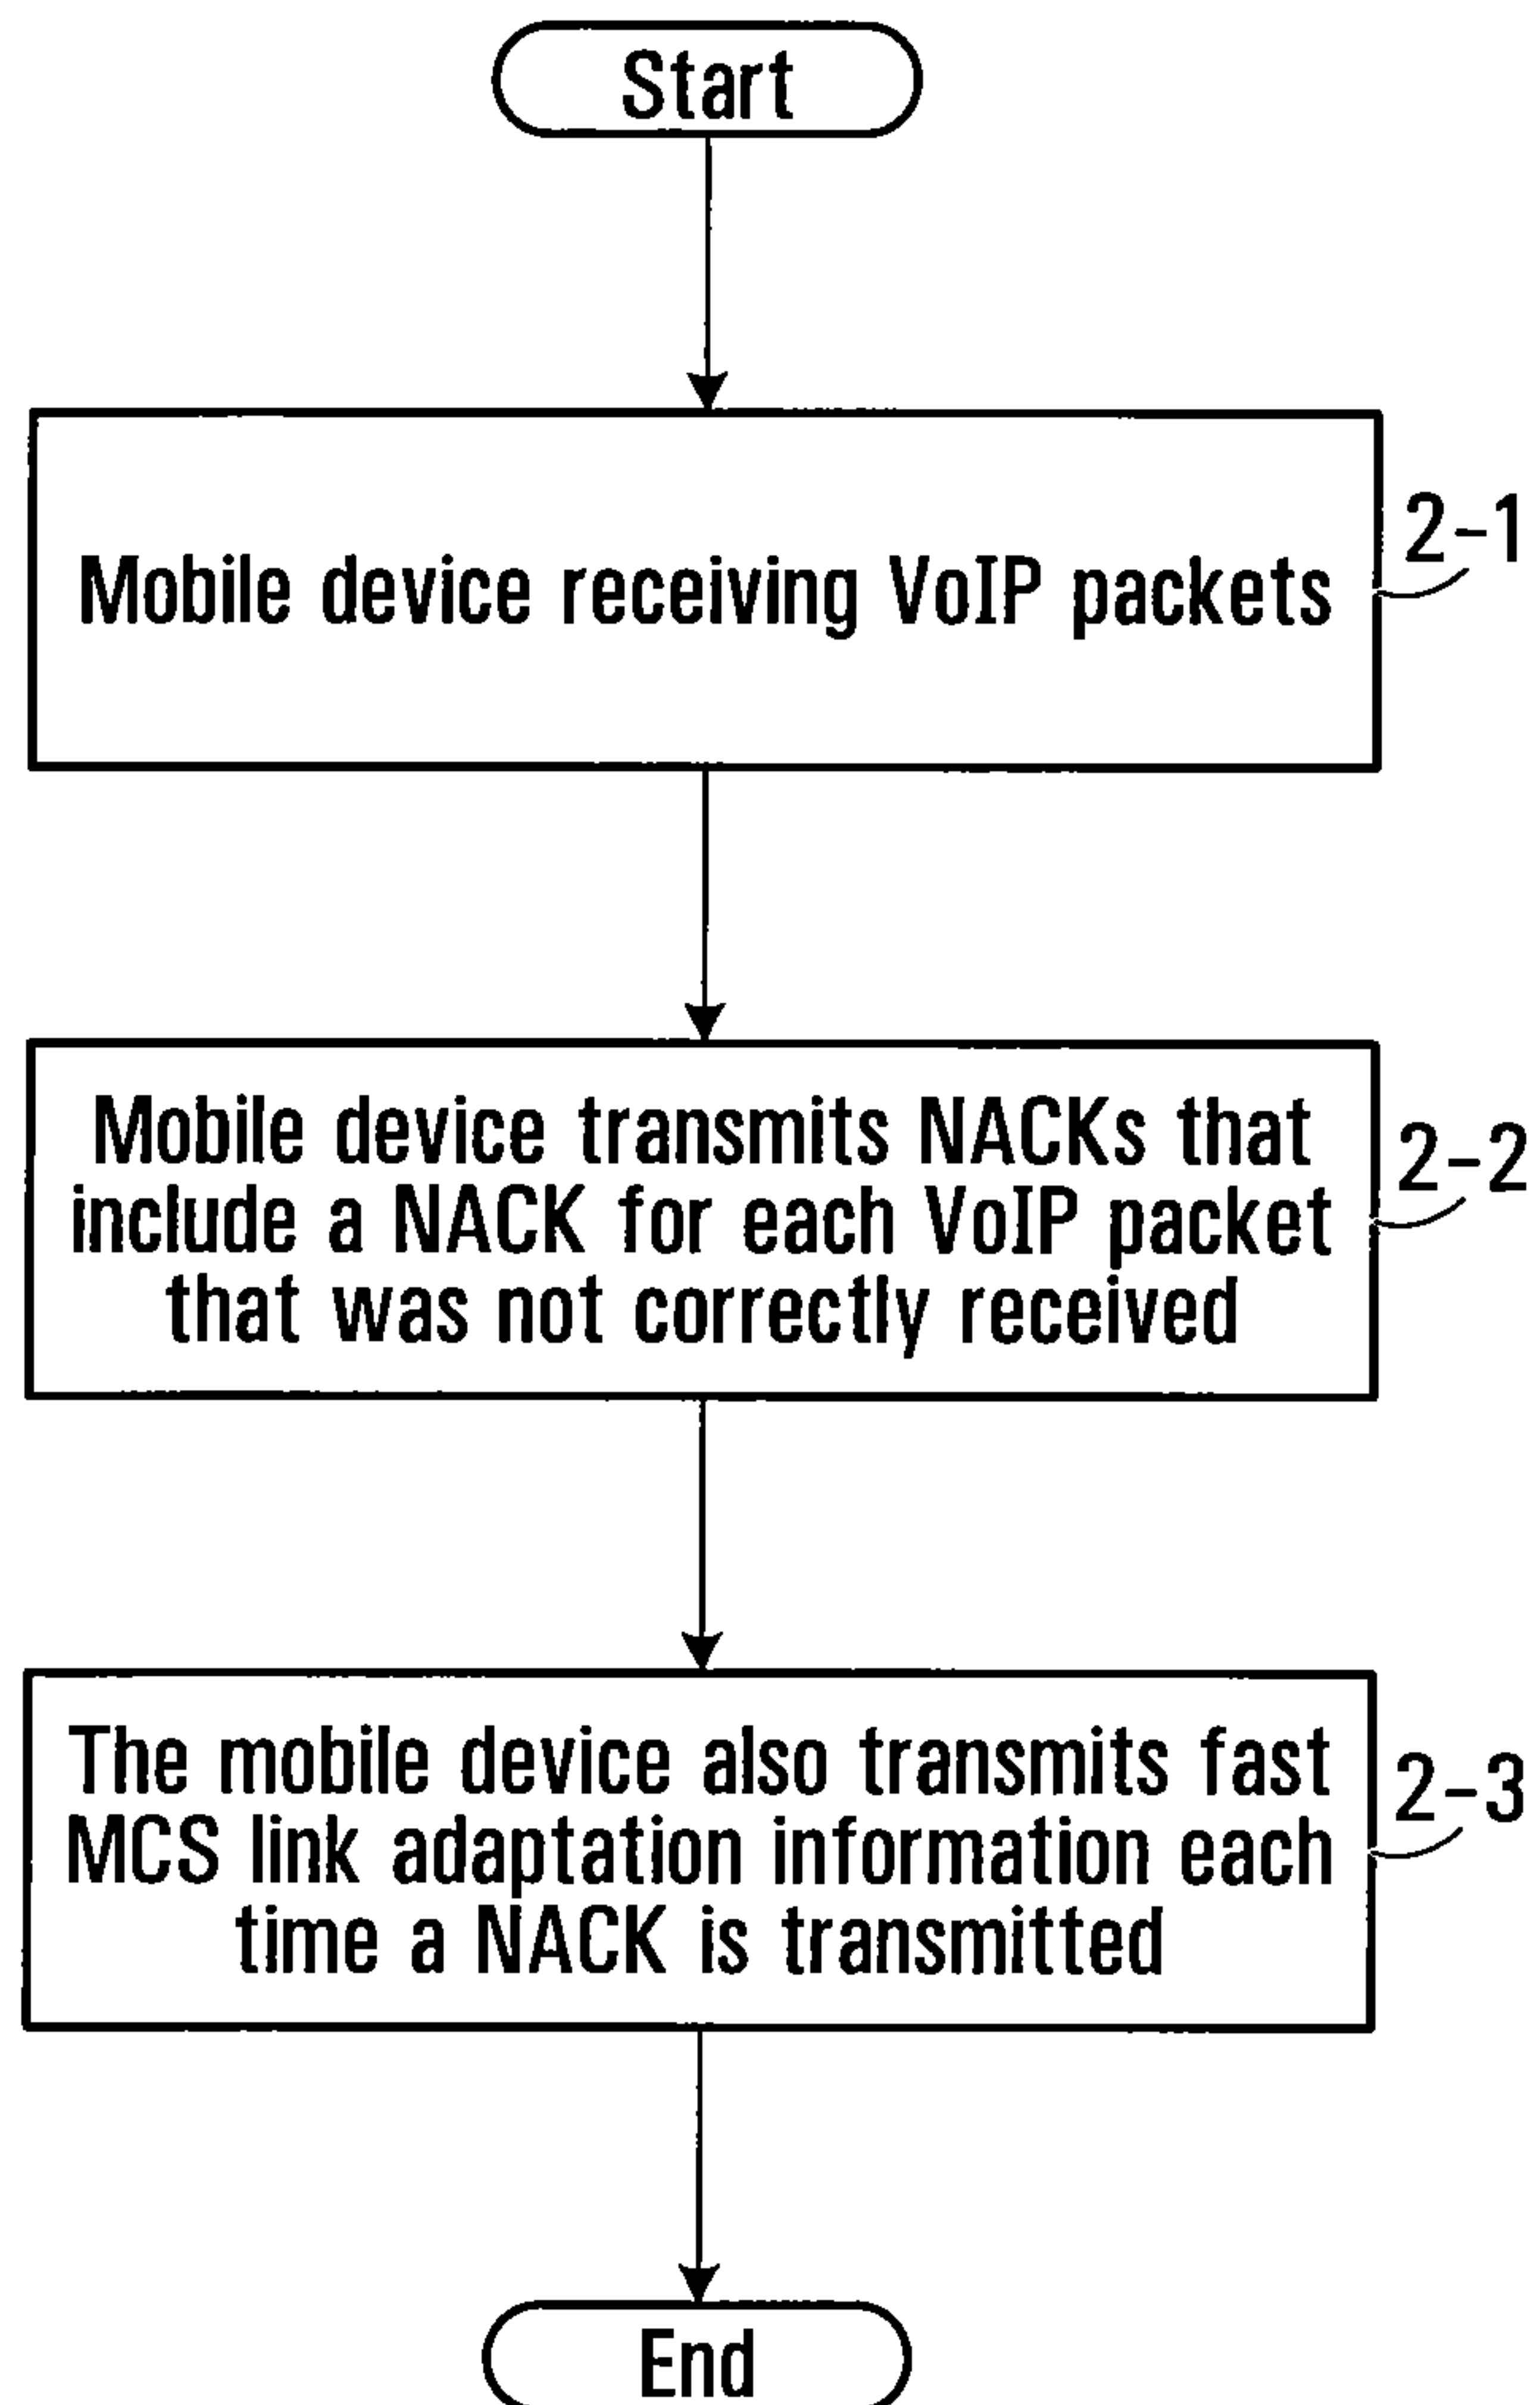 Start
Mobile device receiving VoIP packets
2-1
Mobile device transmits NACKs that
include a NACK for each VoIP packet
that was not correctly received
2-2
The mobile device also transmits fast
MCS link adaptation information each
time a NACK is transmitted
2-3
End